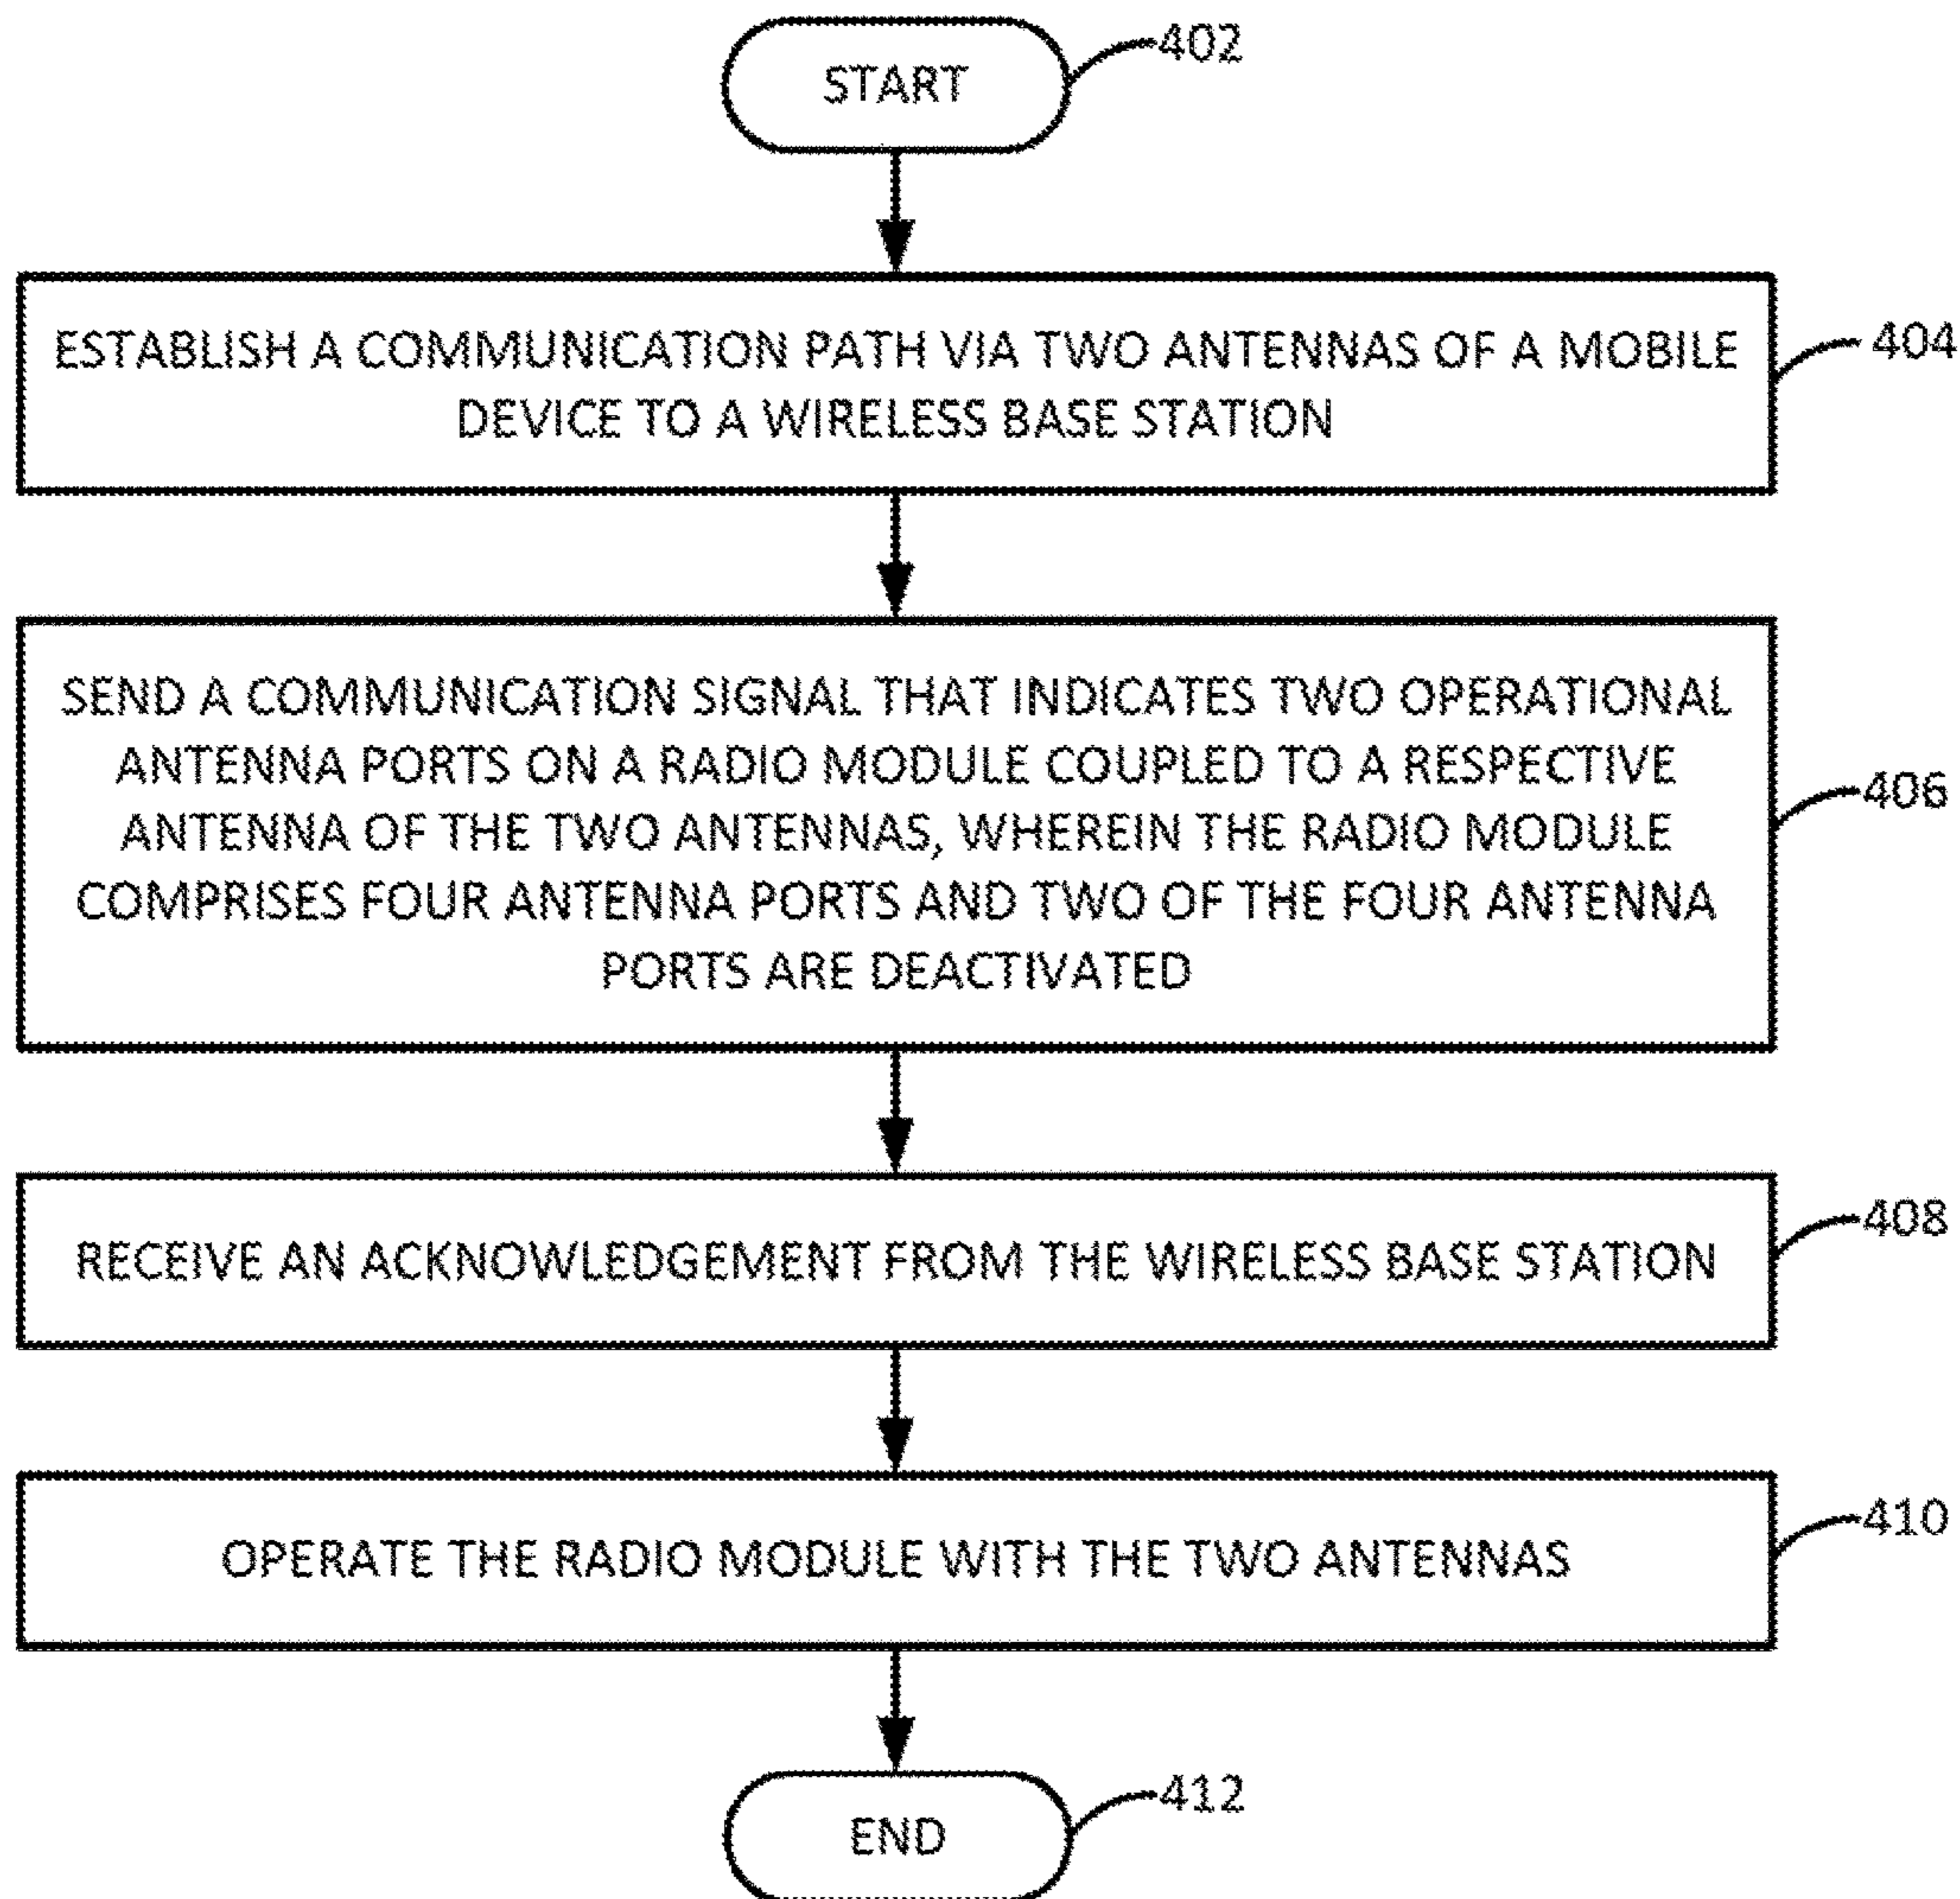 START
402
ESTABLISH A COMMUNICATION PATH VIA TWO ANTENNAS OF A MOBILE
DEVICE TO A WIRELESS BASE STATION
404
SEND A COMMUNICATION SIGNAL THAT INDICATES TWO OPERATIONAL
ANTENNA PORTS ON A RADIO MODULE COUPLED TO A RESPECTIVE
ANTENNA OF THE TWO ANTENNAS, WHEREIN THE RADIO MODULE
COMPRISES FOUR ANTENNA PORTS AND TWO OF THE FOUR ANTENNA
PORTS ARE DEACTIVATED
406
RECEIVE AN ACKNOWLEDGEMENT FROM THE WIRELESS BASE STATION
408
OPERATE THE RADIO MODULE WITH THE TWO ANTENNAS
410
END
412